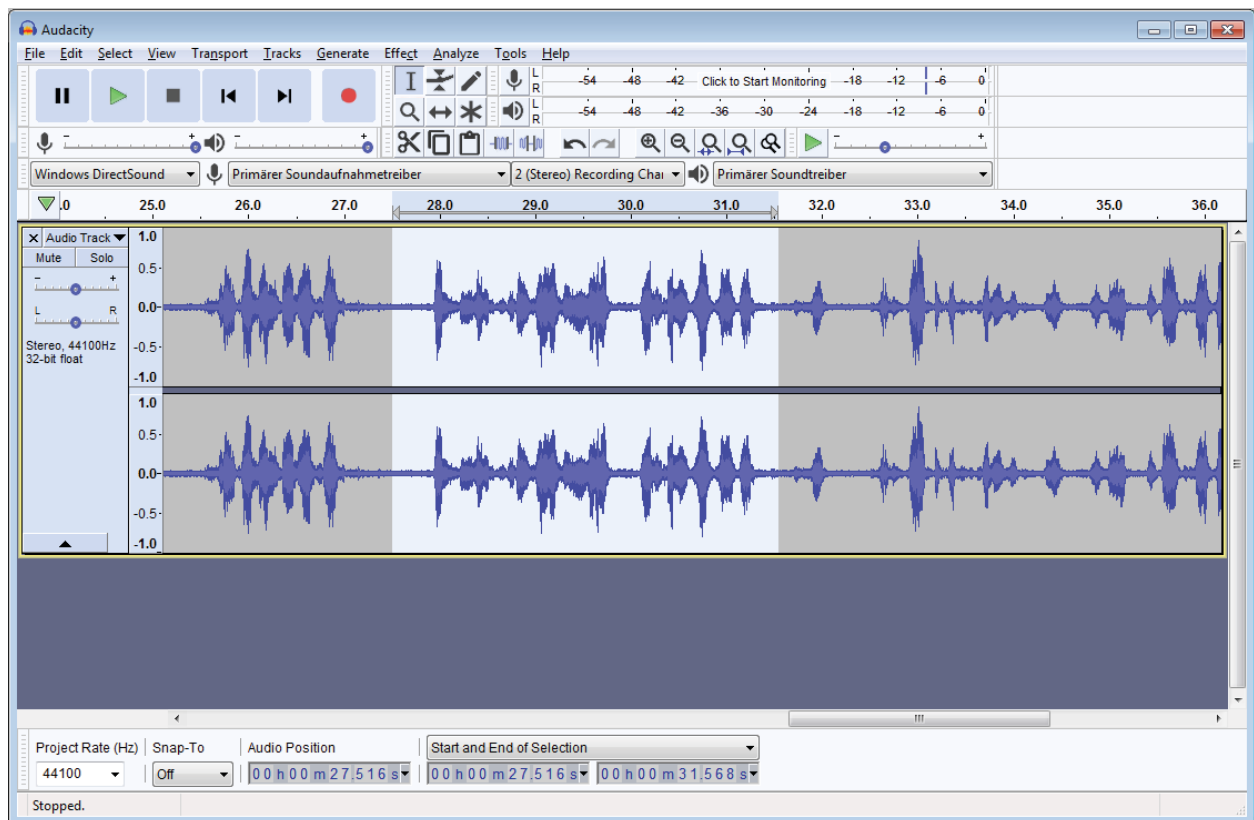 Audacity
File Edit Select View Transport Tracks Generate Effect Analyze Tools Help
L R -54 -48 -42 Click to Start Monitoring -18 -12 -6 0
L R -54 -48 -42 -36 -30 -24 -18 -12 -6 0
- + - + - +
Windows DirectSound Primärer Soundaufnahmetreiber 2 (Stereo) Recording Chai Primärer Soundtreiber
.0 25.0 26.0 27.0 28.0 29.0 30.0 31.0 32.0 33.0 34.0 35.0 36.0
X Audio Track 1.0
Mute Solo
0.5
- +
L R 0.0
Stereo, 44100Hz -0.5
32-bit float
-1.0
1.0
0.5
0.0
-0.5
-1.0
Project Rate (Hz) Snap-To Audio Position Start and End of Selection
44100 Off 00 h 00 m 27.516 s 00 h 00 m 27.516 s 00 h 00 m 31.568 s
Stopped.